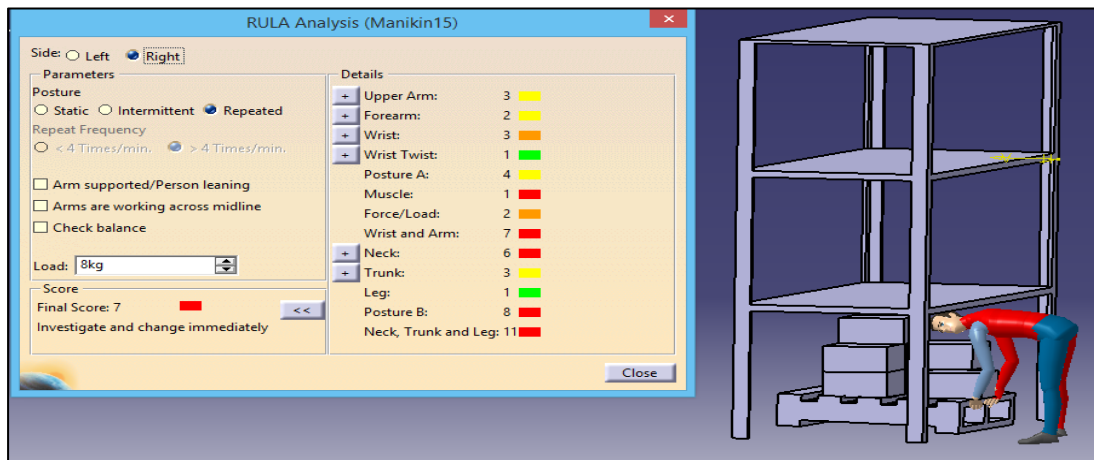 RULA Analysis (Manikin15)
Side: Left Right
Parameters
Posture
Static Intermittent Repeated
Repeat Frequency
< 4 Times/min. > 4 Times/min.
Arm supported/Person leaning
Arms are working across midline
Check balance
Load: 8kg
Score
Final Score: 7 <<
Investigate and change immediately
Details
+ Upper Arm: 3
+ Forearm: 2
+ Wrist: 3
+ Wrist Twist: 1
Posture A: 4
Muscle: 1
Force/Load: 2
Wrist and Arm: 7
+ Neck: 6
+ Trunk: 3
Leg: 1
Posture B: 8
Neck, Trunk and Leg: 11
Close